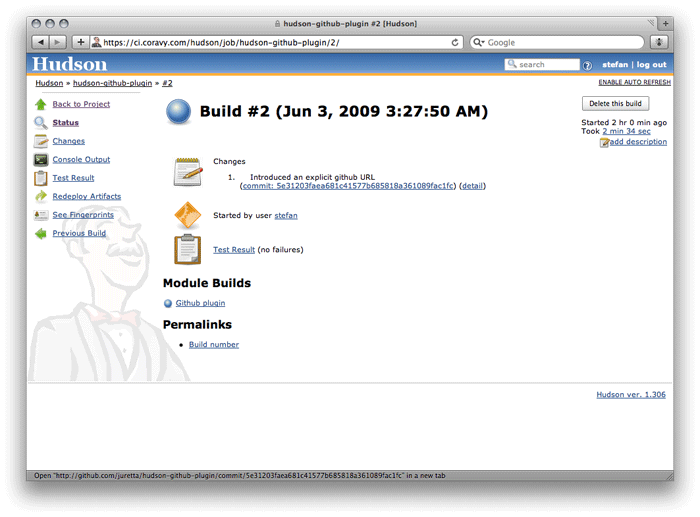 hudson-github-plugin #2 [Hudson]
https://ci.coravy.com/hudson/job/hudson-github-plugin/2/
Google
Hudson
search
stefan | log out
Hudson » hudson-github-plugin » #2
ENABLE AUTO REFRESH
Back to Project
Status
Changes
Console Output
Test Result
Redeploy Artifacts
See Fingerprints
Previous Build
Build #2 (Jun 3, 2009 3:27:50 AM)
Delete this build
Started 2 hr 0 min ago
Took 2 min 34 sec
add description
Changes
1. Introduced an explicit github URL
(commit: 5e31203faea681c41577b685818a361089fac1fc) (detail)
Started by user stefan
Test Result (no failures)
Module Builds
Github plugin
Permalinks
Build number
Hudson ver. 1.306
Open "http://github.com/juretta/hudson-github-plugin/commit/5e31203faea681c41577b685818a361089fac1fc" in a new tab